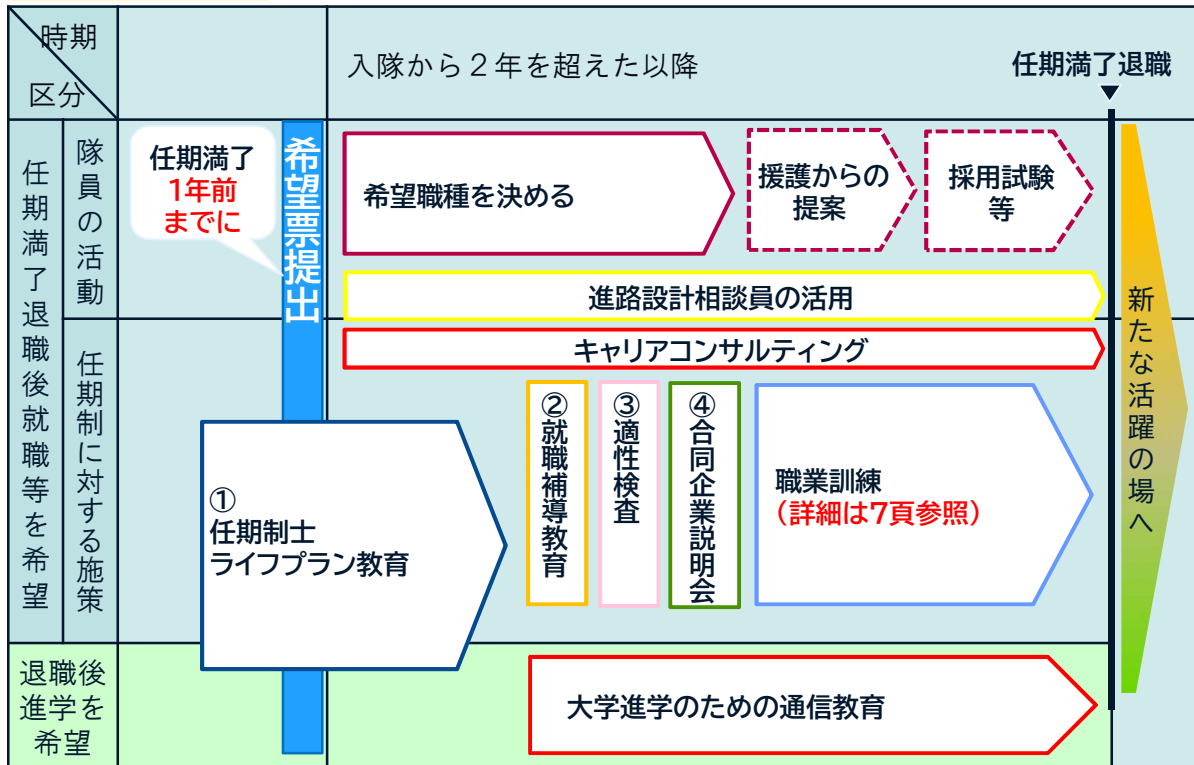 時期
区分
入隊から２年を超えた以降
任期満了退職
▼
任期満了退職後就職等を希望
隊員の活動
任期満了
1年前
までに
希望票提出
希望職種を決める
援護からの
提案
採用試験
等
進路設計相談員の活用
新たな活躍の場へ
任期制に対する施策
キャリアコンサルティング
①
任期制士
ライフプラン教育
②就職補導教育
③適性検査
④合同企業説明会
職業訓練
（詳細は7頁参照）
退職後
進学を
希望
大学進学のための通信教育